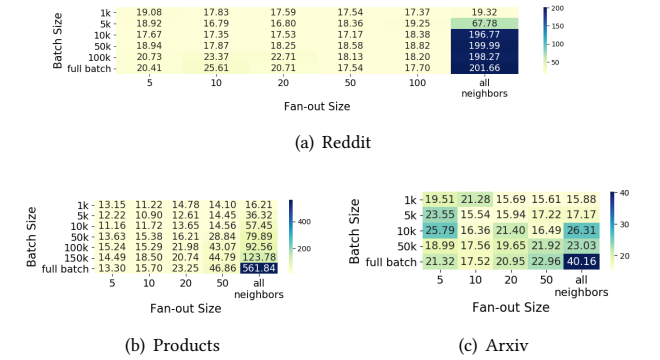 1k 19.08 17.83 17.59 17.54 17.37 19.32
5k 18.92 16.79 16.80 18.36 19.25 67.78
10k 17.67 17.35 17.53 17.17 18.38 196.77
50k 18.94 17.87 18.25 18.58 18.82 199.99
100k 20.73 23.37 22.71 18.13 18.20 198.27
full batch 20.41 25.61 20.71 17.54 17.70 201.66
Batch Size
5 10 20 50 100 all neighbors
Fan-out Size
200
150
100
50
(a) Reddit
1k 13.15 11.22 14.78 14.10 16.21
5k 12.22 10.90 12.61 14.45 36.32
10k 11.16 11.72 13.65 14.56 57.45
50k 13.63 15.38 16.21 28.84 79.89
100k 15.24 15.29 21.98 43.07 92.56
150k 14.49 18.50 20.74 44.79 123.78
full batch 13.30 15.70 23.25 46.86 561.84
Batch Size
5 10 20 50 all neighbors
Fan-out Size
400
200
(b) Products
1k 19.51 21.28 15.69 15.61 15.88
5k 23.55 15.54 15.94 17.22 17.17
10k 25.79 16.36 21.40 16.49 26.31
50k 18.99 17.56 19.65 21.92 23.03
full batch 21.32 17.52 20.95 22.96 40.16
Batch Size
5 10 20 50 all neighbors
Fan-out Size
40
30
20
(c) Arxiv